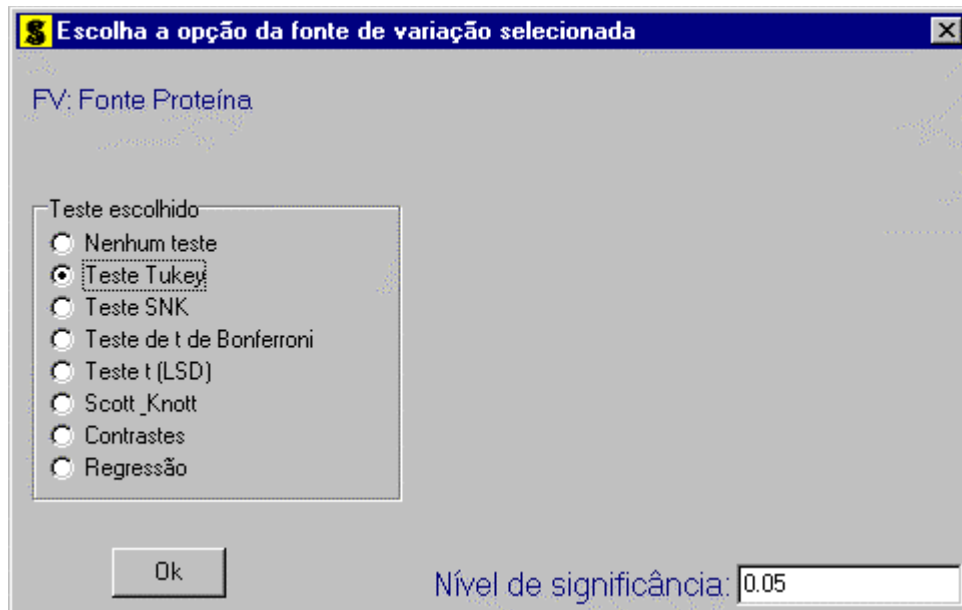 Escolha a opção da fonte de variação selecionada
FV: Fonte Proteína
Teste escolhido
Nenhum teste
Teste Tukey
Teste SNK
Teste de t de Bonferroni
Teste t (LSD)
Scott_Knott
Contrastes
Regressão
Ok
Nível de significância: 0.05